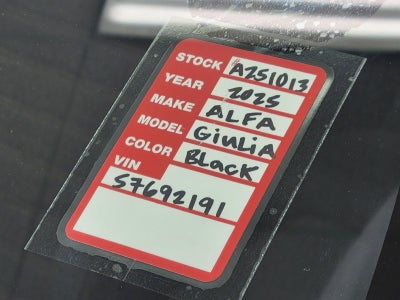 STOCK A251013
YEAR 2025
MAKE ALFA
MODEL GiULiA
COLOR BLacK
VIN
S7692191